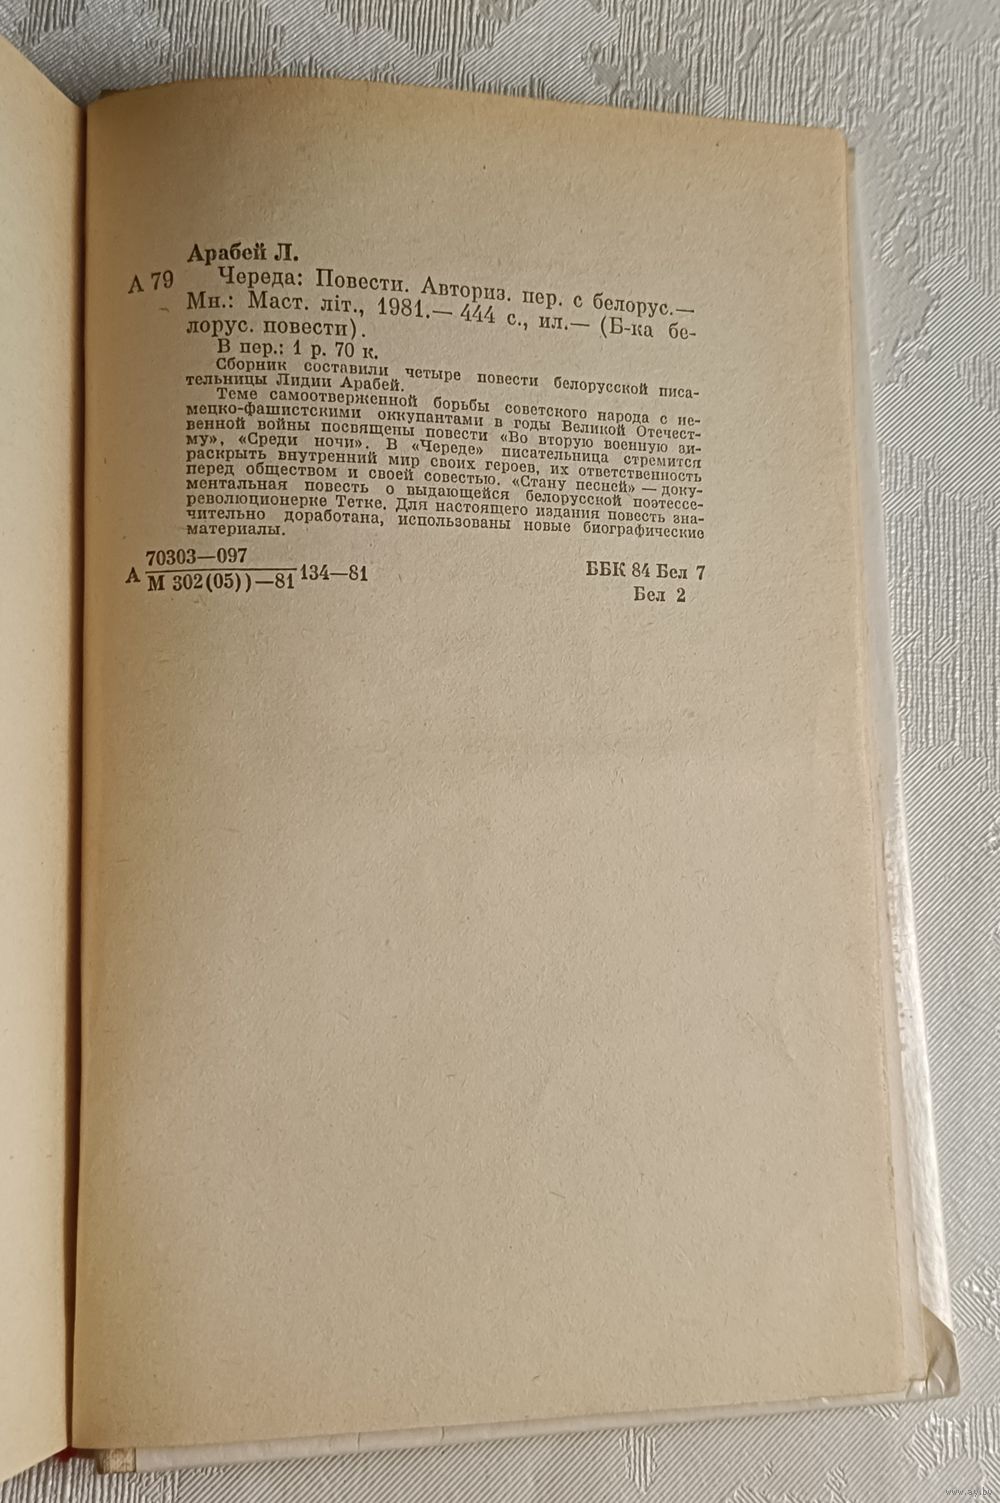 Арабей Л.
А 79 Череда: Повести. Авториз. пер. с белорус.—
Мн.: Маст. літ., 1981.— 444 с., ил.— (Б-ка бе-
лорус. повести).
В пер.: 1 р. 70 к.
Сборник составили четыре повести белорусской писа-
тельницы Лидии Арабей.
Теме самоотверженной борьбы советского народа с не-
мецко-фашистскими оккупантами в годы Великой Отечест-
венной войны посвящены повести «Во вторую военную зи-
му», «Среди ночи». В «Череде» писательница стремится
раскрыть внутренний мир своих героев, их ответственность
перед обществом и своей совестью. «Стану песней» — доку-
ментальная повесть о выдающейся белорусской поэтессе-
революционерке Тетке. Для настоящего издания повесть зна-
чительно доработана, использованы новые биографические
материалы.
70303—097
А М 302(05))—81 134—81
ББК 84 Бел 7
Бел 2
www.ay.by